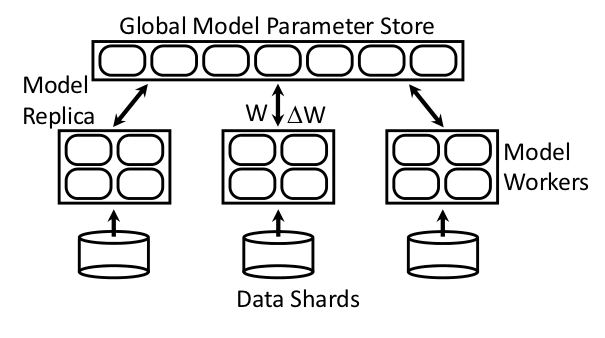 Global Model Parameter Store
Model
Replica
W ΔW
Model
Workers
Data Shards